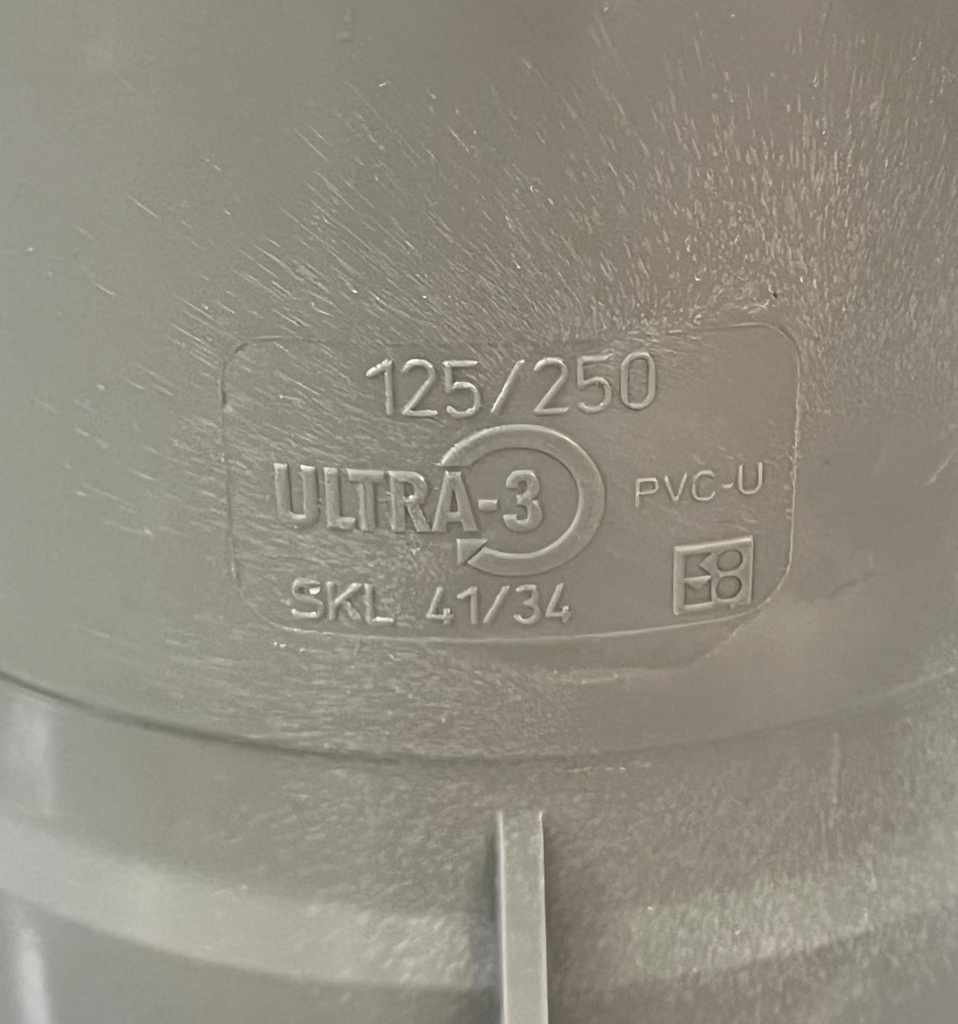 125/250
ULTRA-3
PVC-U
SKL 41/34